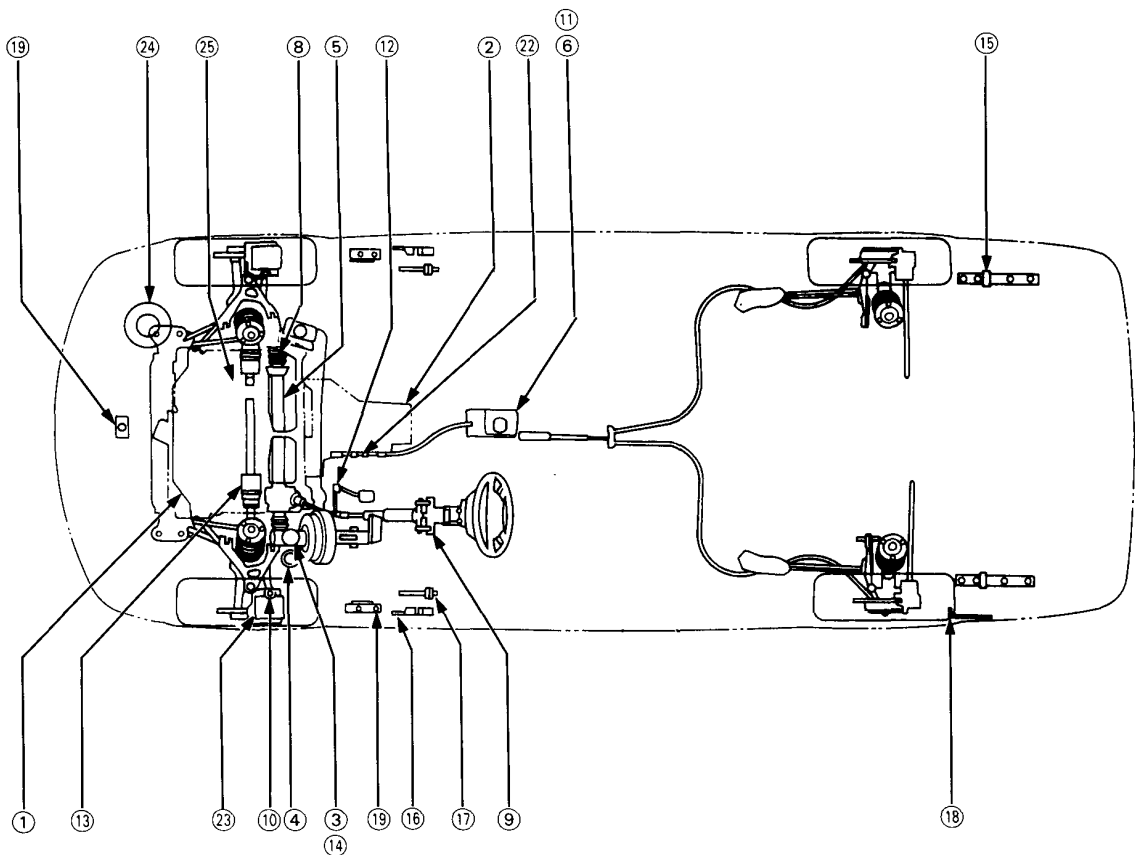 ⑪
⑲ ㉔ ㉕ ⑧ ⑤ ⑫ ② ㉒ ⑥ ⑮
① ⑬ ㉓ ⑩ ④ ③ ⑲ ⑯ ⑰ ⑨ ⑱
⑭